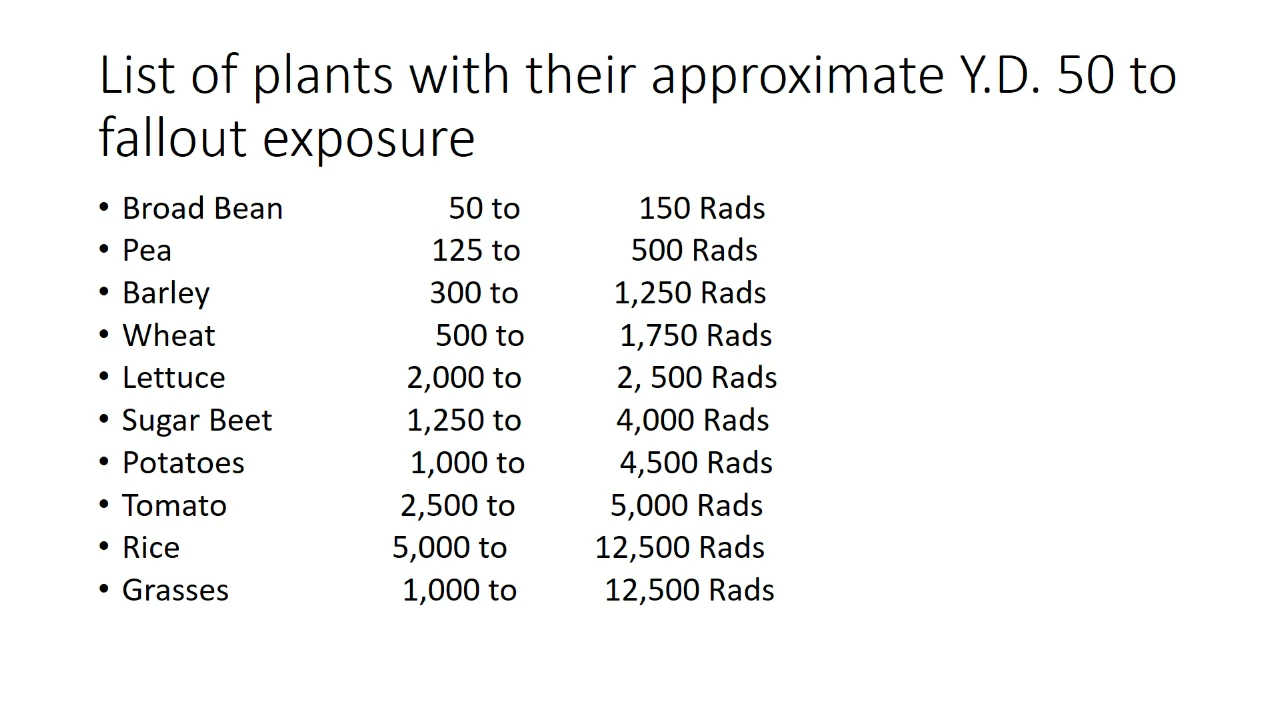 List of plants with their approximate Y.D. 50 to
fallout exposure
• Broad Bean 50 to 150 Rads
• Pea 125 to 500 Rads
• Barley 300 to 1,250 Rads
• Wheat 500 to 1,750 Rads
• Lettuce 2,000 to 2, 500 Rads
• Sugar Beet 1,250 to 4,000 Rads
• Potatoes 1,000 to 4,500 Rads
• Tomato 2,500 to 5,000 Rads
• Rice 5,000 to 12,500 Rads
• Grasses 1,000 to 12,500 Rads